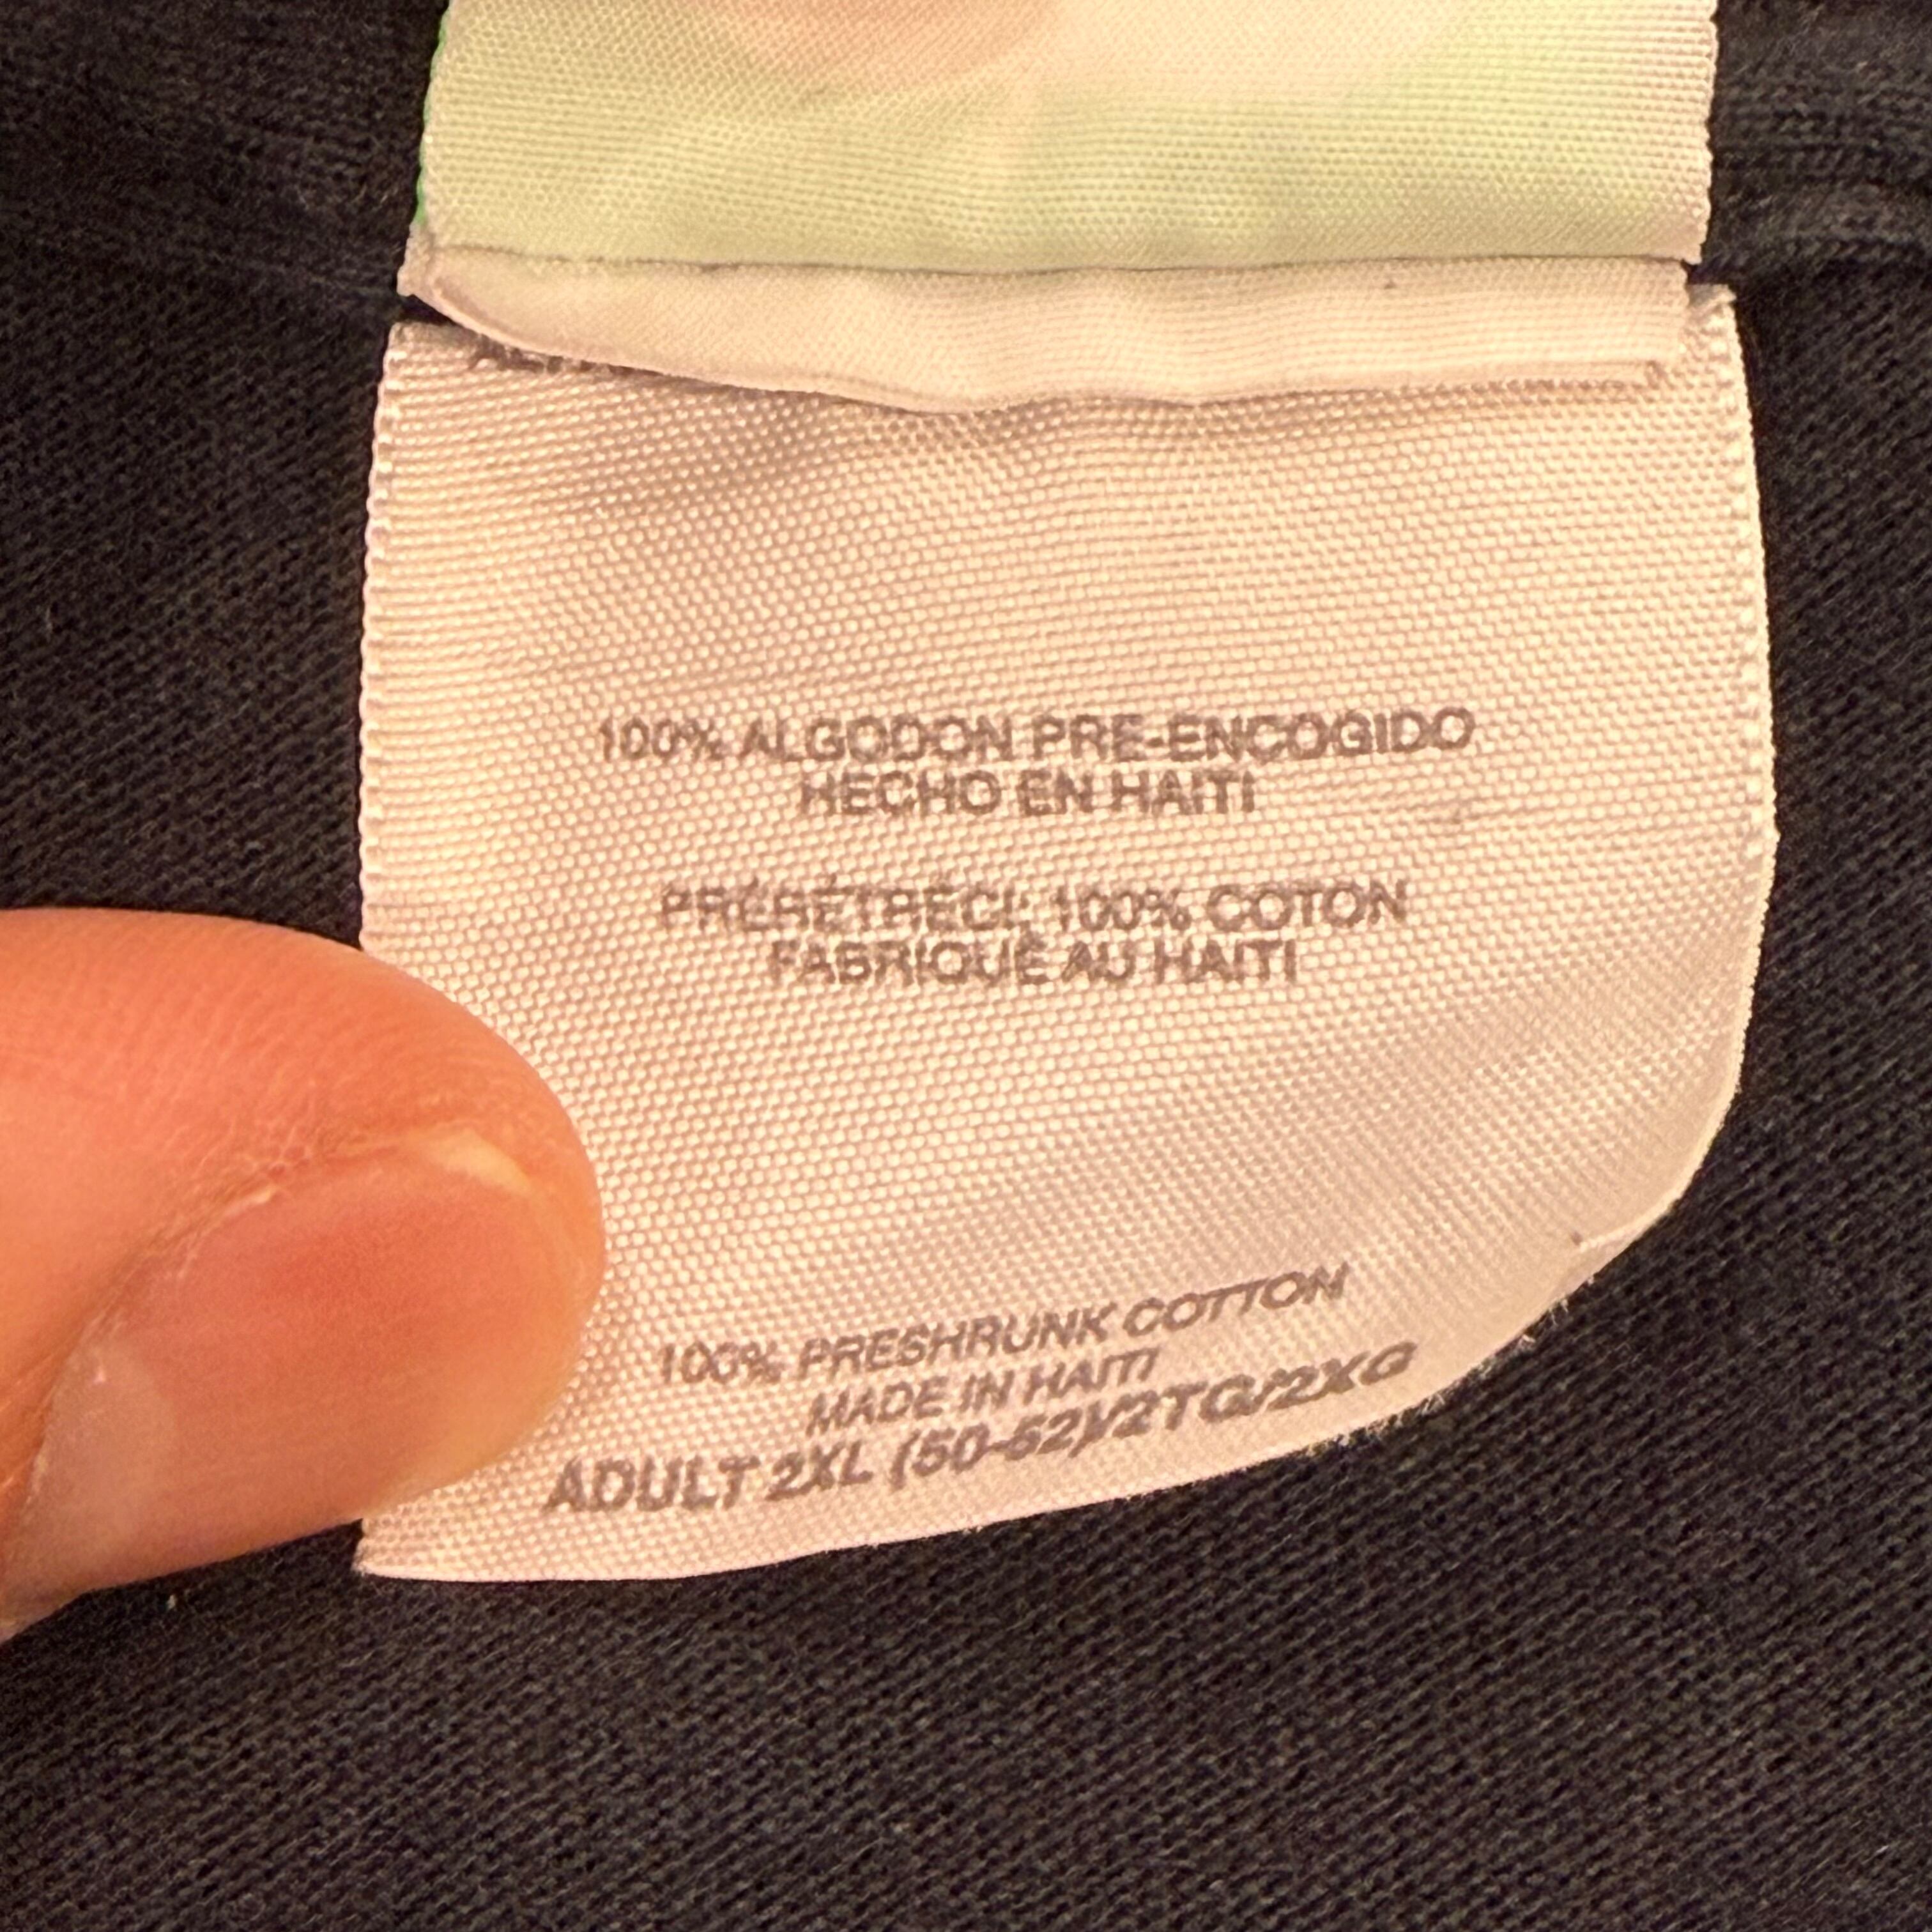 100% ALGODON PRE-ENCOGIDO
HECHO EN HAITI
PRÉRÉTRÉCI; 100% COTON
FABRIQUÉ AU HAITI
100% PRESHRUNK COTTON
MADE IN HAITI
ADULT 2XL (50-52)/2TG/2XG